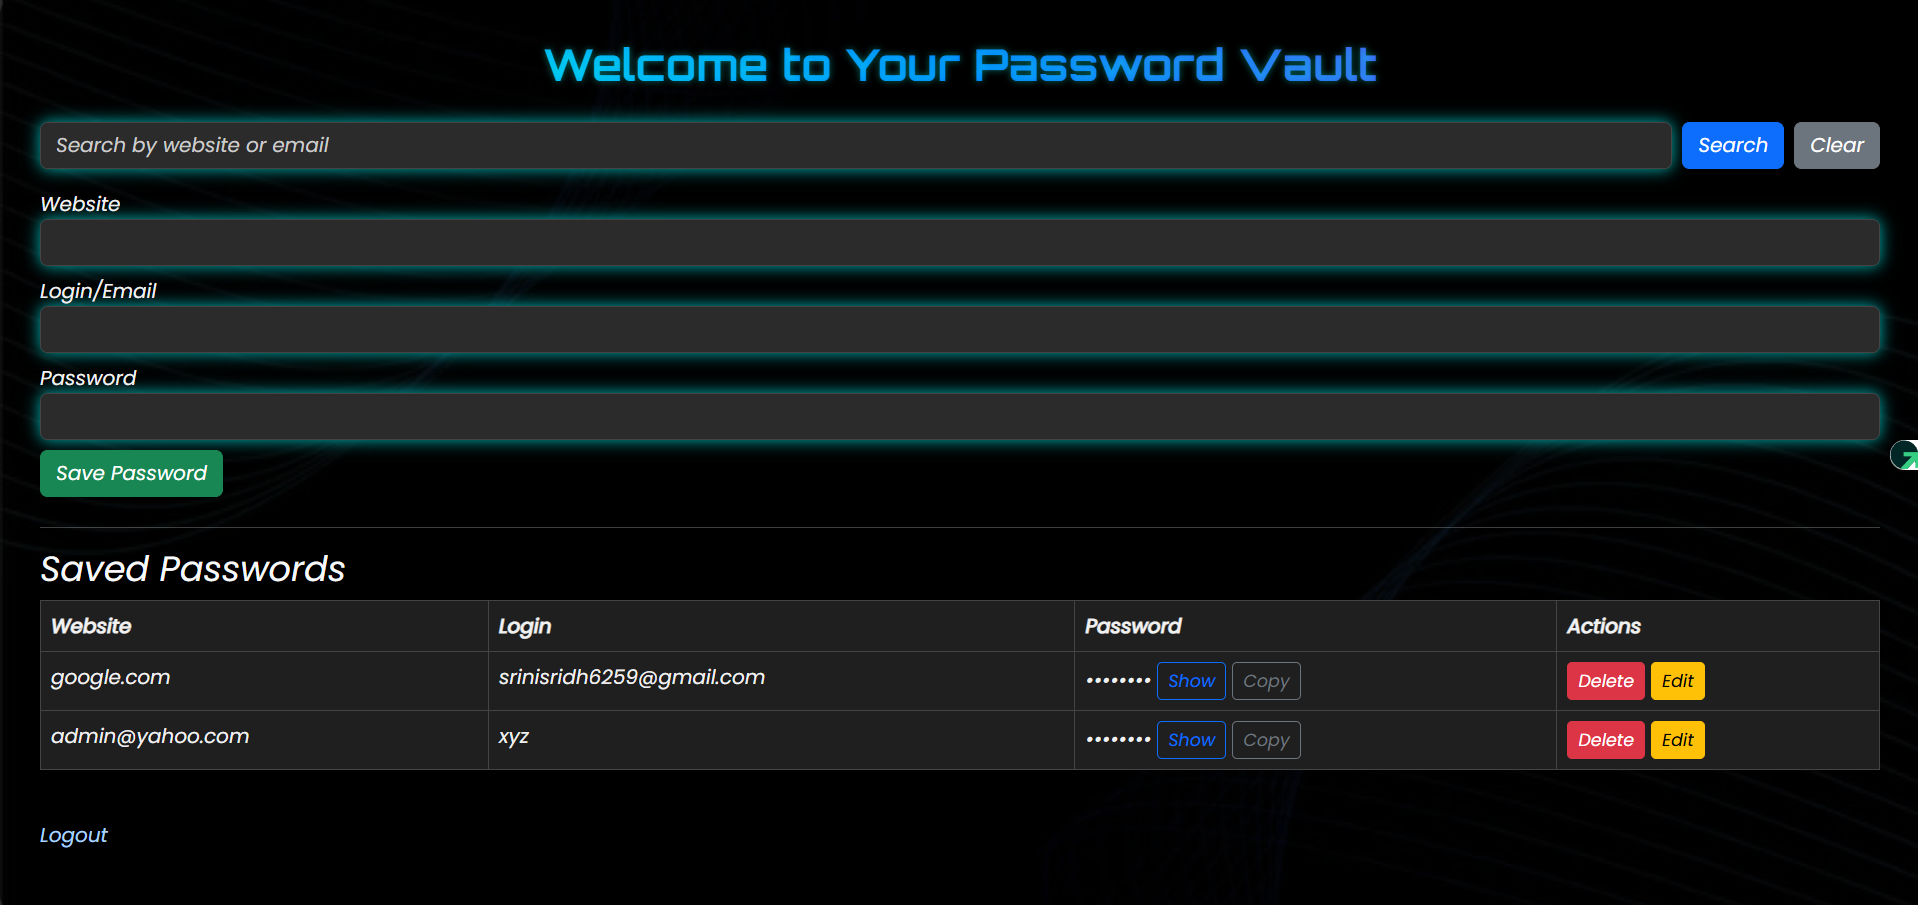 Welcome to Your Password Vault
Search by website or email Search Clear
Website
Login/Email
Password
Save Password
Saved Passwords
Website Login Password Actions
google.com srinisridh6259@gmail.com •••••••• Show Copy Delete Edit
admin@yahoo.com xyz •••••••• Show Copy Delete Edit
Logout